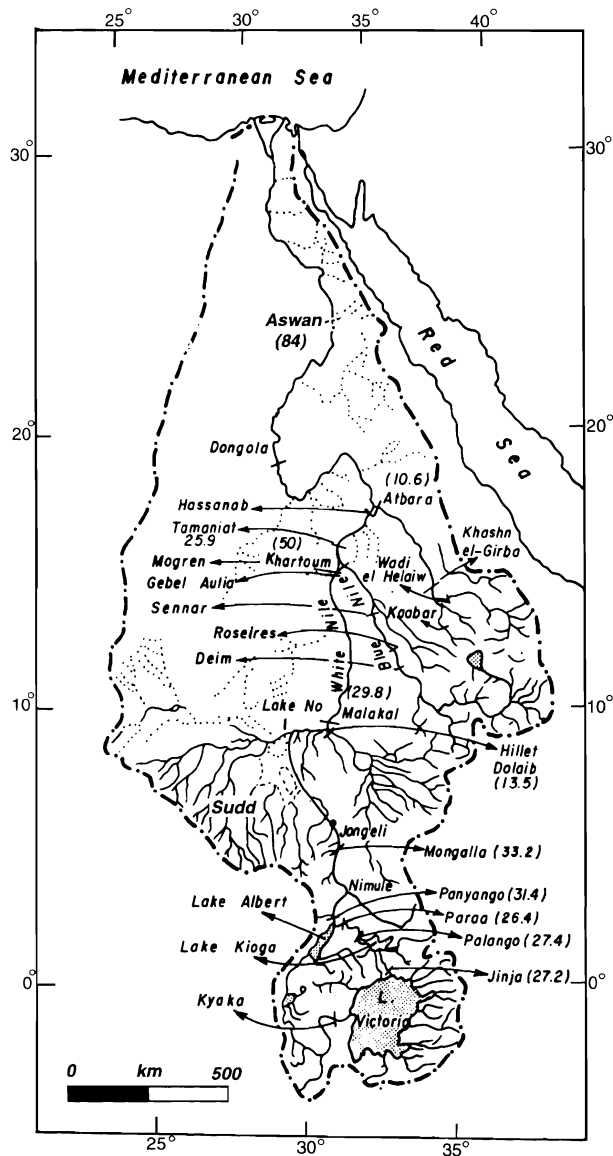 25°
30°
35°
40°
Mediterranean Sea
30°
30°
Aswan
(84)
Red
Sea
20°
20°
Dongola
(10.6)
Atbara
Hassanab
Tamaniat
25.9
(50)
Khashn
el-Girba
Mogren
Khartoum
Wadi
el Helaiw
Gebel Aulia
Sennar
Koabar
Nile
Nile
Roseires
Blue
Deim
White
(29.8)
10°
10°
Lake No
Malakal
Hillet
Dolaib
(13.5)
Sudd
Jongeli
Mongalla (33.2)
Nimule
Lake Albert
Panyango (31.4)
Paraa (26.4)
Palango (27.4)
Lake Kioga
Jinja (27.2)
0°
0°
Kyaka
L.
Victoria
0 km 500
25°
30°
35°